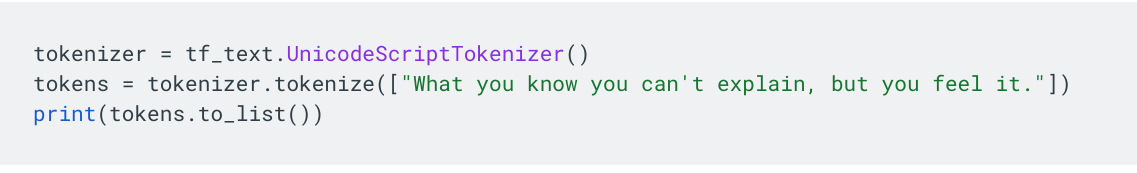 tokenizer = tf_text.UnicodeScriptTokenizer()
tokens = tokenizer.tokenize(["What you know you can't explain, but you feel it."])
print(tokens.to_list())